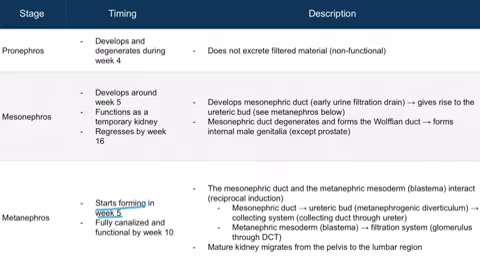 Stage Timing Description
Pronephros
- Develops and
degenerates during
week 4
- Does not excrete filtered material (non-functional)
Mesonephros
- Develops around
week 5
- Functions as a
temporary kidney
- Regresses by week
16
- Develops mesonephric duct (early urine filtration drain) → gives rise to the
ureteric bud (see metanephros below)
- Mesonephric duct degenerates and forms the Wolffian duct → forms
internal male genitalia (except prostate)
Metanephros
- Starts forming in
week 5
- Fully canalized and
functional by week 10
- The mesonephric duct and the metanephric mesoderm (blastema) interact
(reciprocal induction)
- Mesonephric duct → ureteric bud (metanephrogenic diverticulum) →
collecting system (collecting duct through ureter)
- Metanephric mesoderm (blastema) → filtration system (glomerulus
through DCT)
- Mature kidney migrates from the pelvis to the lumbar region